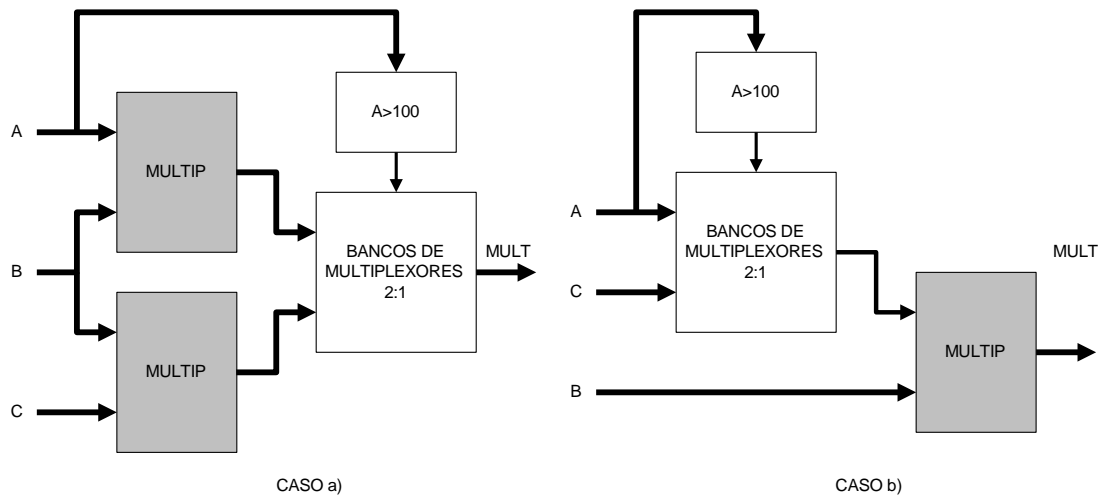 A
B
C
MULTIP
MULTIP
A>100
BANCOS DE
MULTIPLEXORES
2:1
MULT
CASO a)
A
C
B
A>100
BANCOS DE
MULTIPLEXORES
2:1
MULTIP
MULT
CASO b)